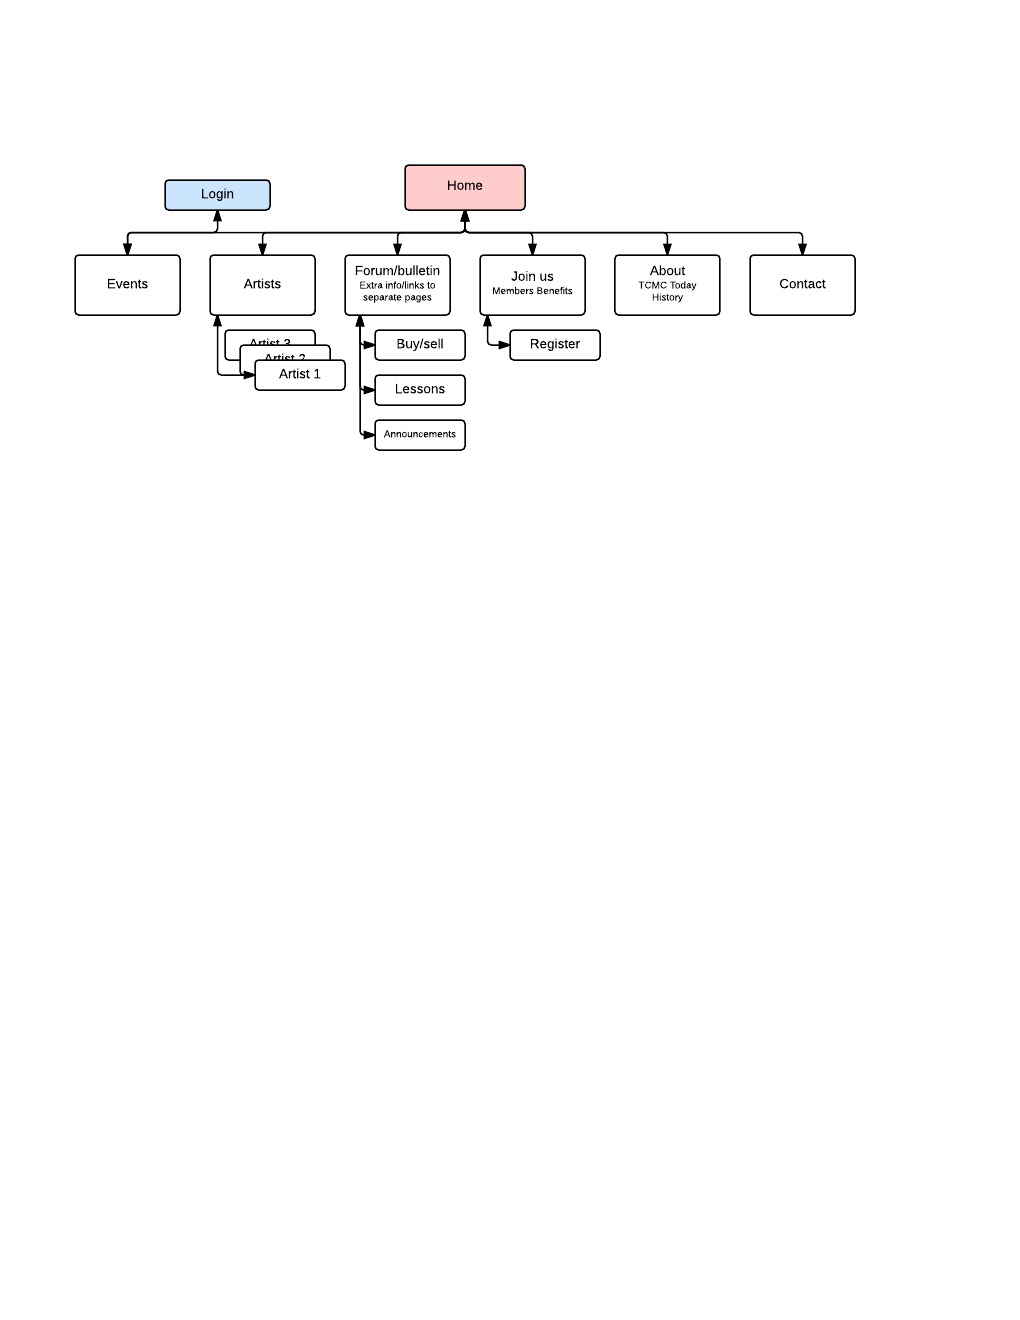 Login
Home
Events
Artists
Forum/bulletin
Extra info/links to
separate pages
Join us
Members Benefits
About
TCMC Today
History
Contact
Artist 3
Artist 2
Artist 1
Buy/sell
Lessons
Announcements
Register